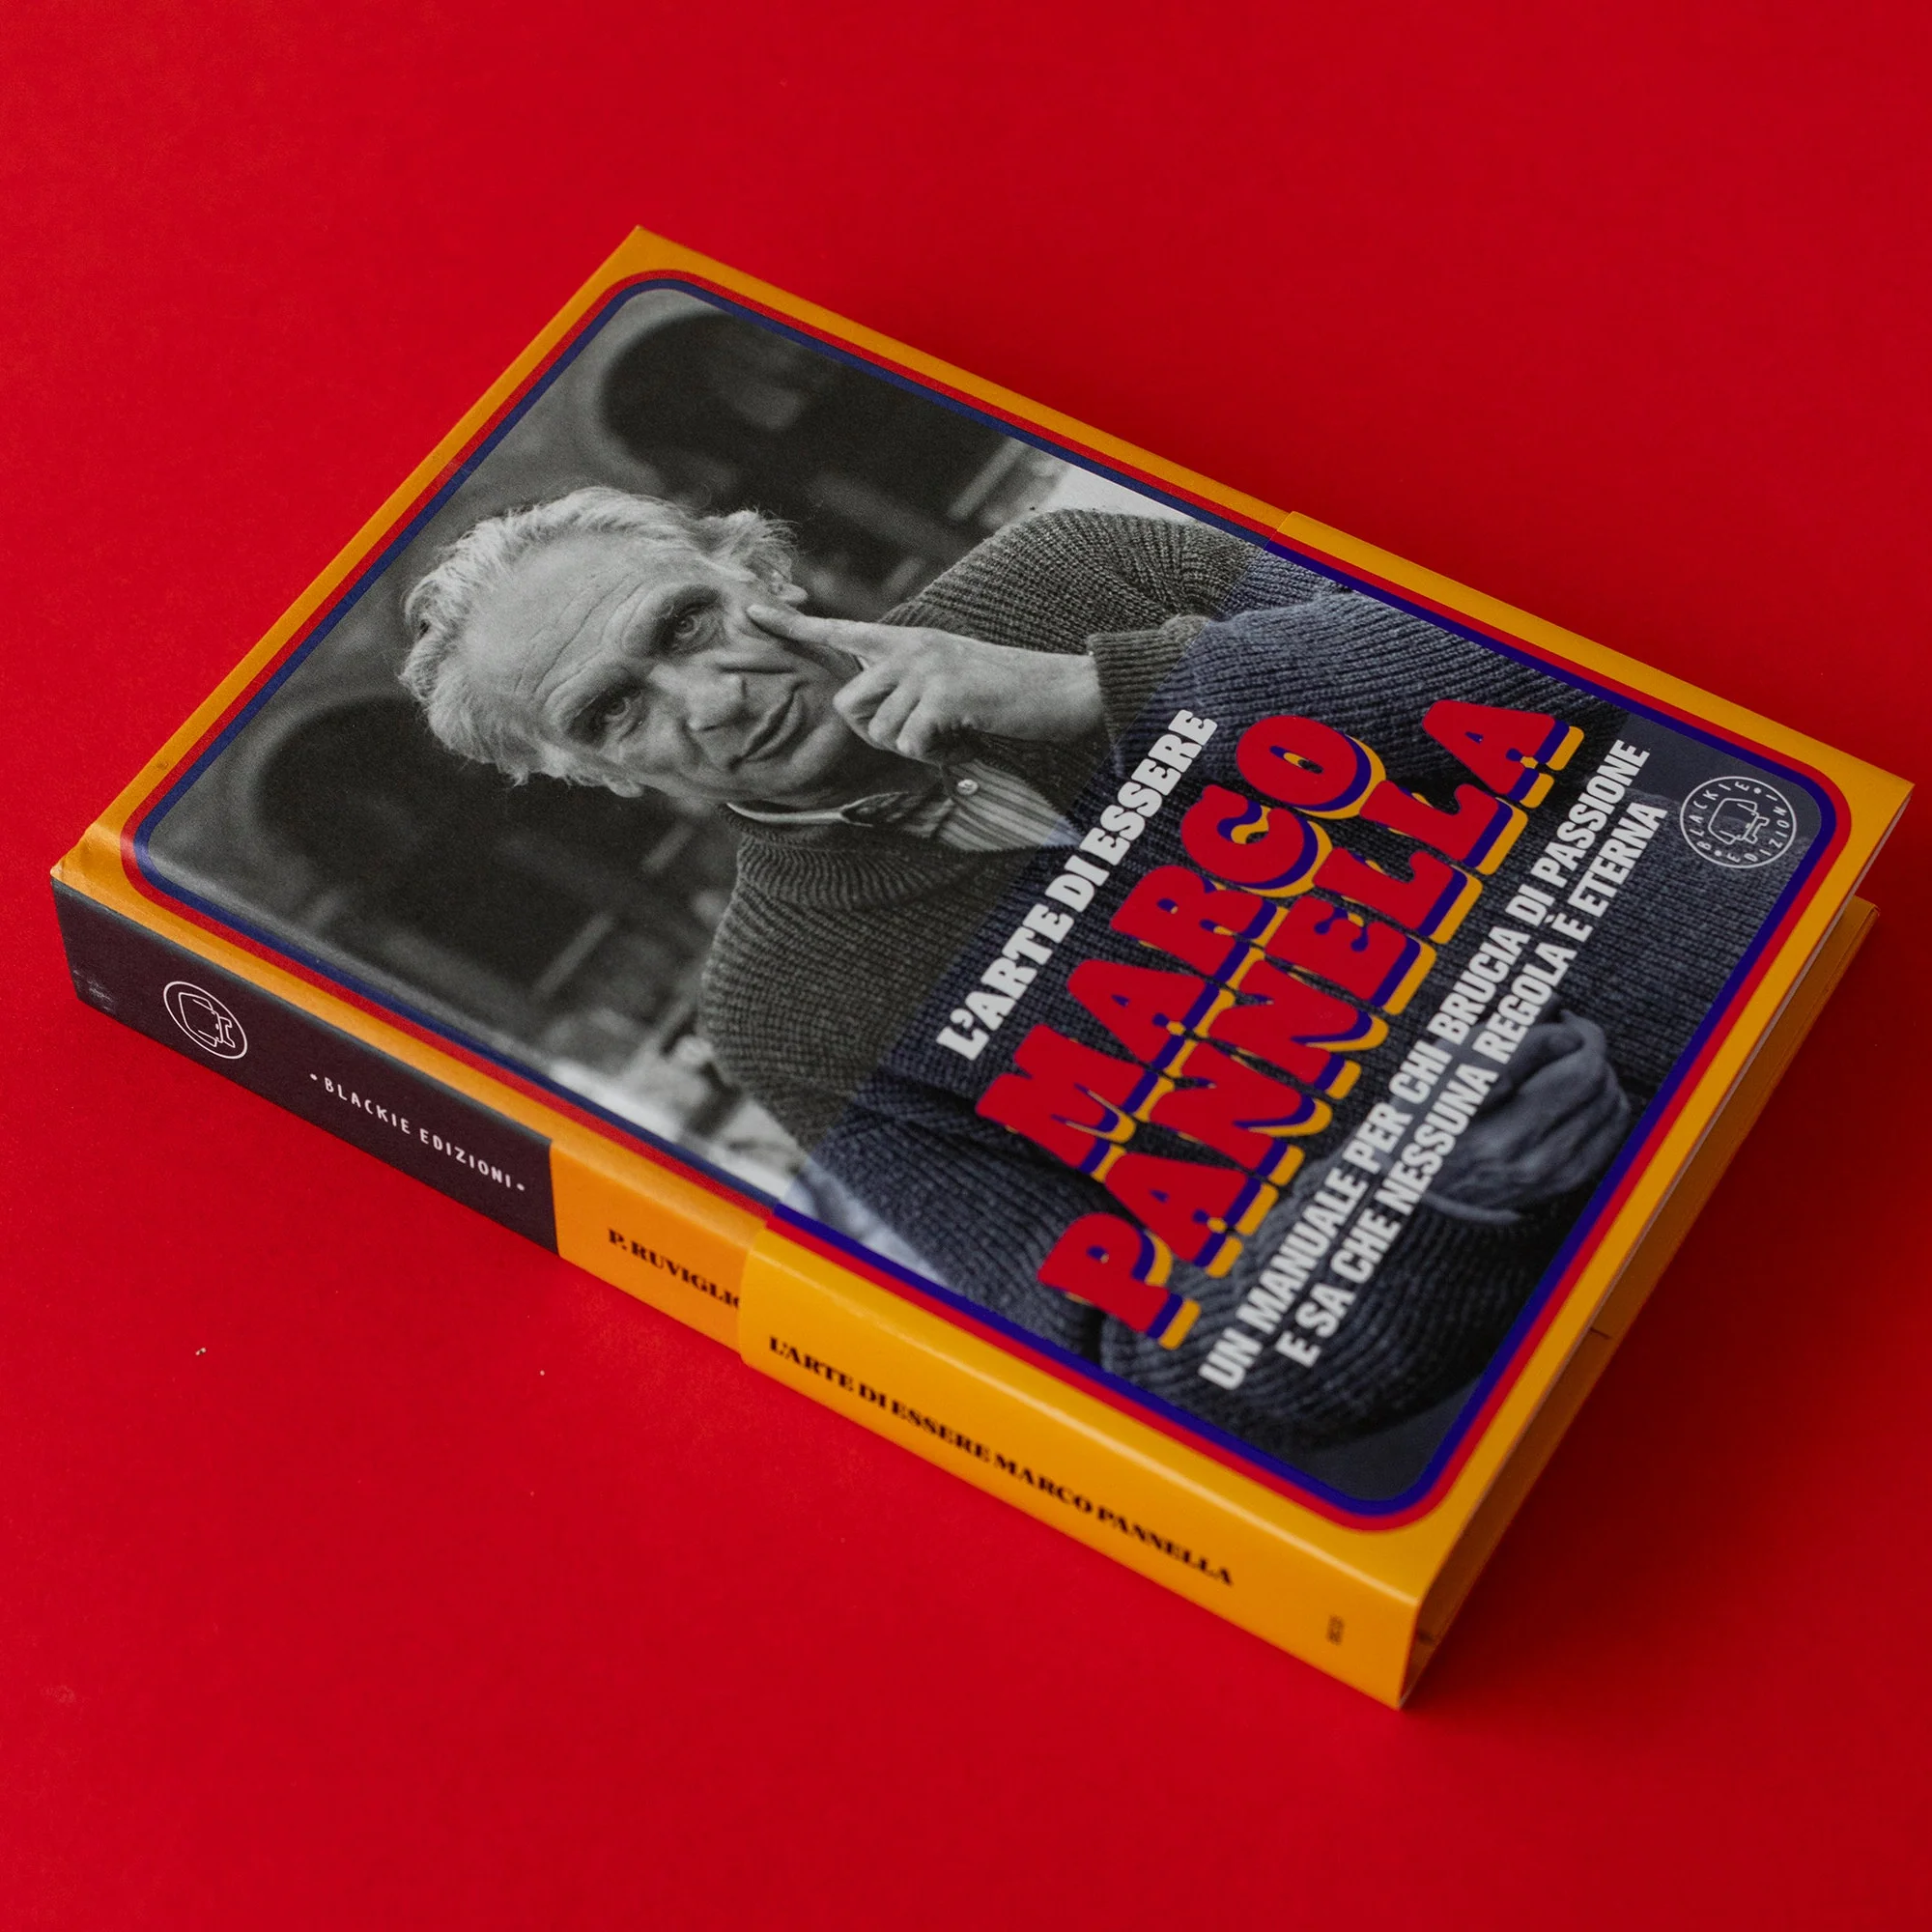 L'ARTE DI ESSERE
MARCO
PANNELLA
UN MANUALE PER CHI BRUCIA DI PASSIONE
E SA CHE NESSUNA REGOLA È ETERNA
BLACKIE
EDIZIONI
• BLACKIE EDIZIONI •
P. RUVIGLIO
L'ARTE DI ESSERE MARCO PANNELLA